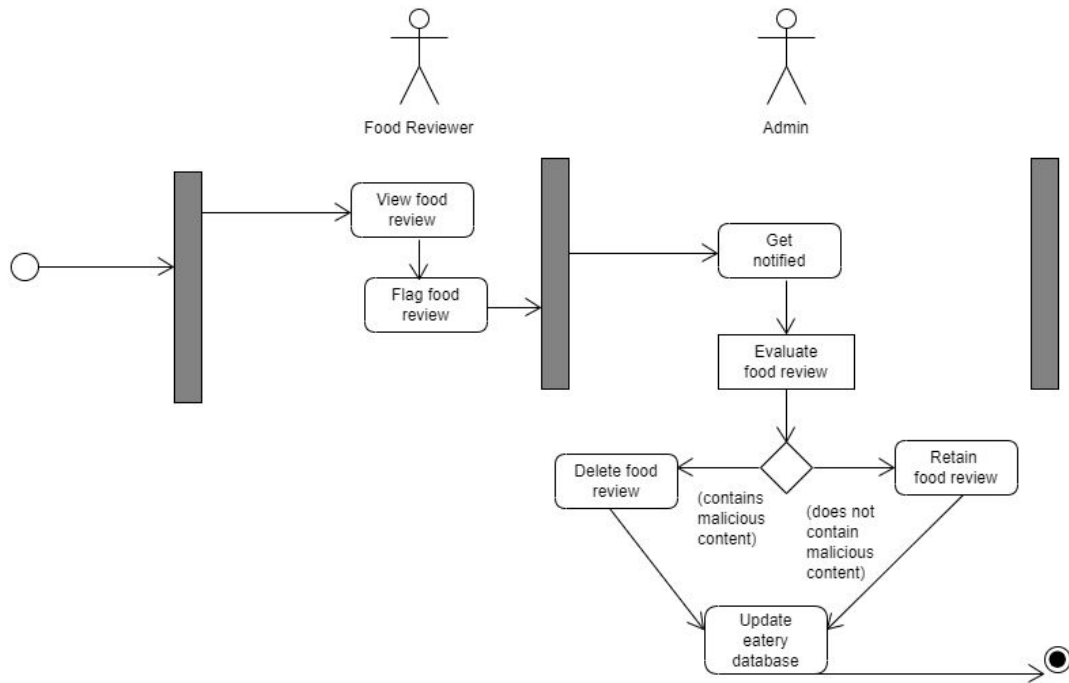 Food Reviewer
Admin
View food
review
Flag food
review
Get
notified
Evaluate
food review
Delete food
review
(contains
malicious
content)
Retain
food review
(does not
contain
malicious
content)
Update
eatery
database